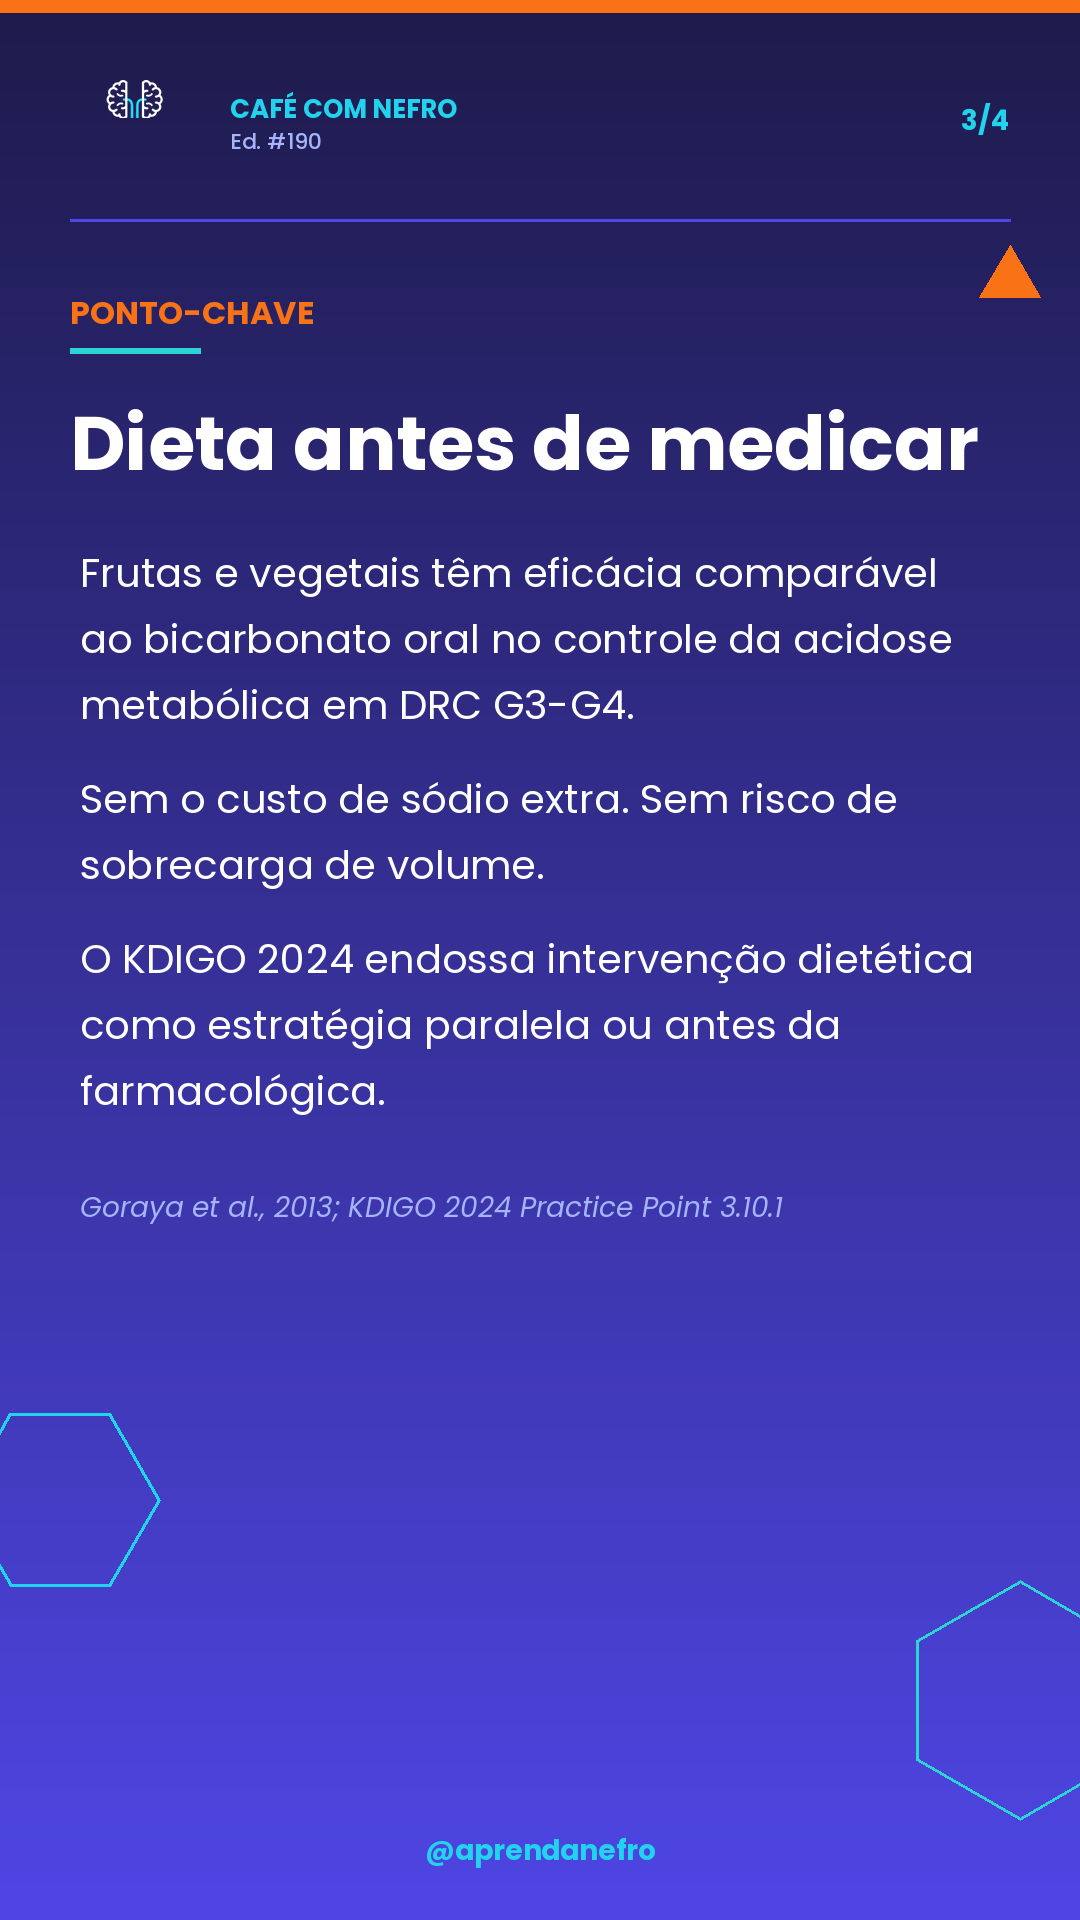 CAFÉ COM NEFRO
Ed. #190
3/4
PONTO-CHAVE
Dieta antes de medicar
Frutas e vegetais têm eficácia comparável
ao bicarbonato oral no controle da acidose
metabólica em DRC G3-G4.
Sem o custo de sódio extra. Sem risco de
sobrecarga de volume.
O KDIGO 2024 endossa intervenção dietética
como estratégia paralela ou antes da
farmacológica.
Goraya et al., 2013; KDIGO 2024 Practice Point 3.10.1
@aprendanefro